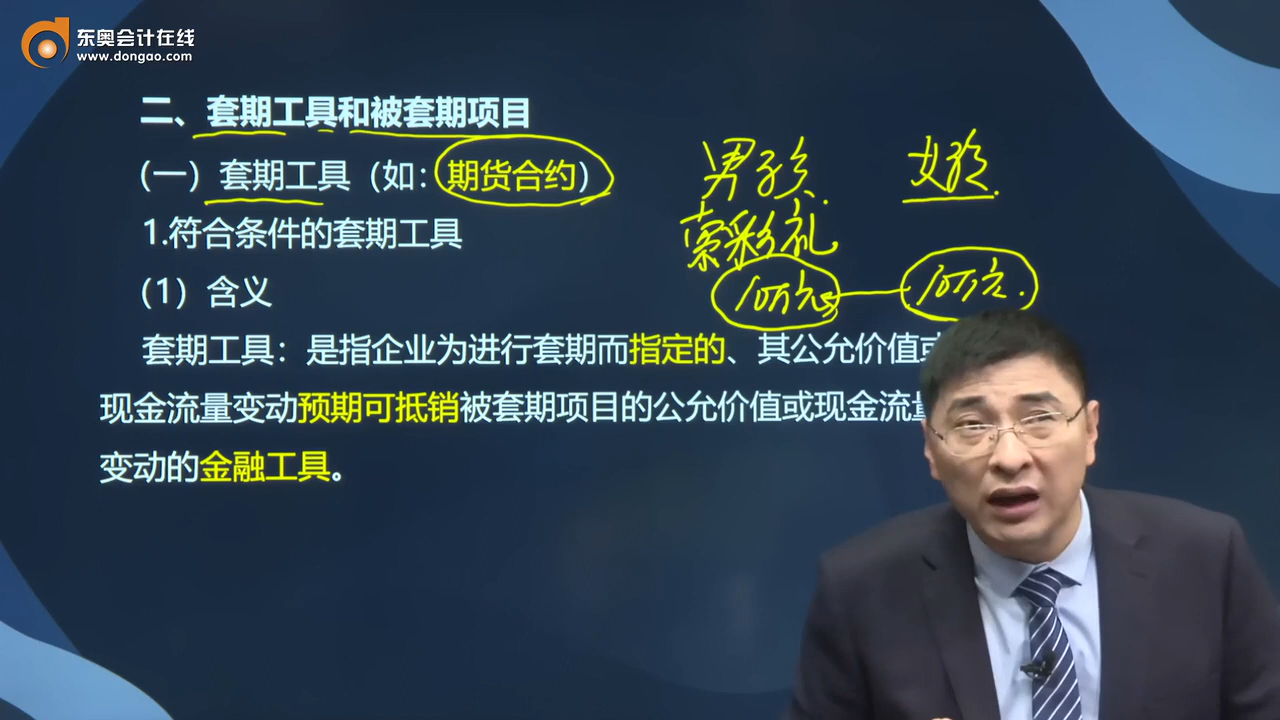 东奥会计在线
www.dongao.com
二、套期工具和被套期项目
（一）套期工具（如：期货合约）
1.符合条件的套期工具
（1）含义
套期工具：是指企业为进行套期而指定的、其公允价值或
现金流量变动预期可抵销被套期项目的公允价值或现金流量
变动的金融工具。
男孩
女孩
索彩礼
10万元
10万元